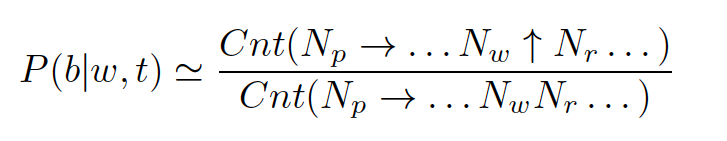 P(b|w, t) ≃ Cnt(N_p → … N_w ↑ N_r …)
Cnt(N_p → … N_w N_r …)